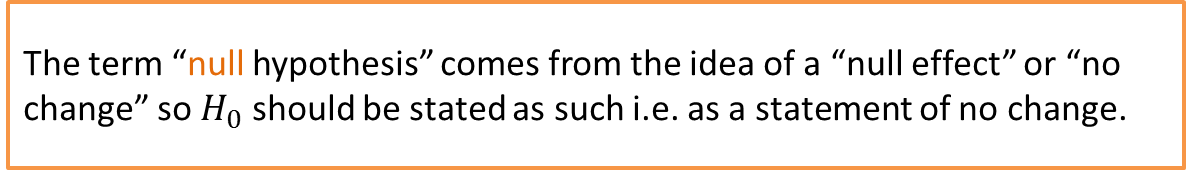 The term “null hypothesis” comes from the idea of a “null effect” or “no
change” so H₀ should be stated as such i.e. as a statement of no change.